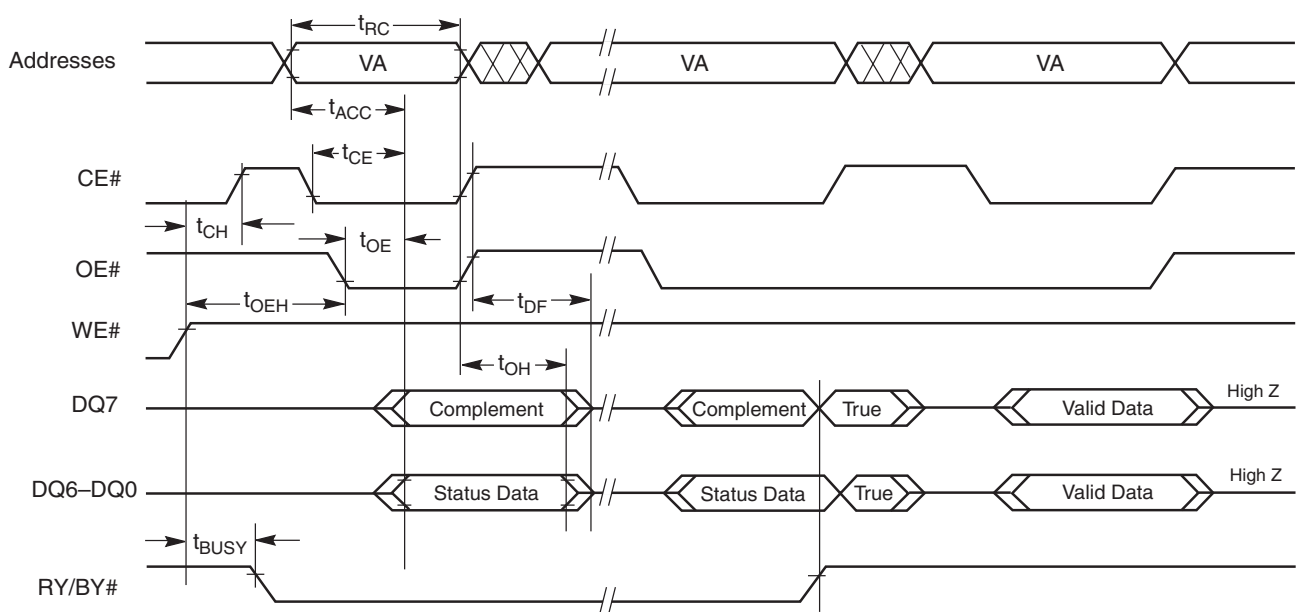 tRC
Addresses VA VA VA
tACC
tCE
CE#
tCH tOE
OE#
tOEH tDF
WE#
tOH
DQ7 Complement Complement True Valid Data High Z
DQ6–DQ0 Status Data Status Data True Valid Data High Z
tBUSY
RY/BY#